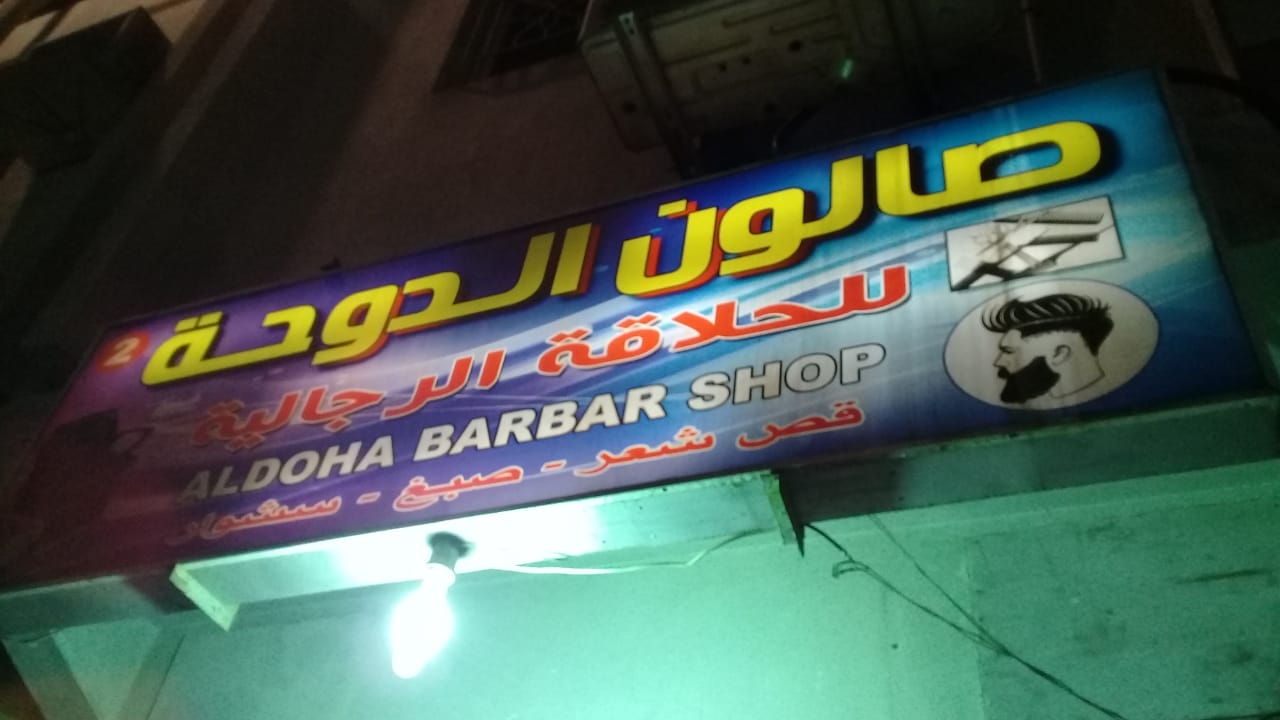 صالون الدوحة
2
للحلاقة الرجالية
ALDOHA BARBAR SHOP
قص شعر - صبغ - سشوار